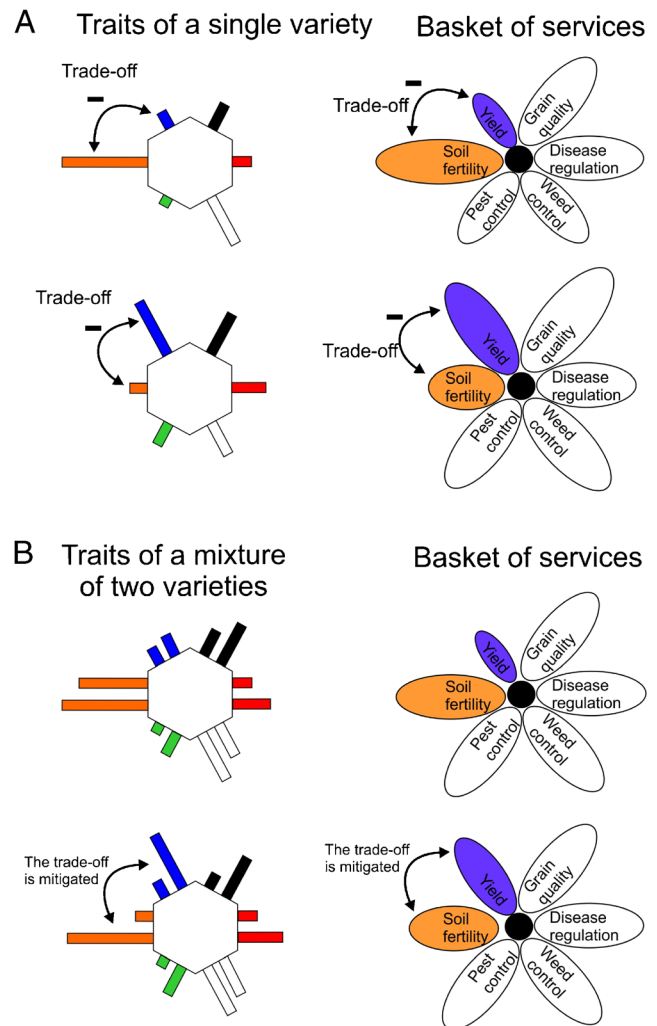 A
Traits of a single variety
Basket of services
Trade-off
Trade-off
Yield
Grain
quality
Soil
fertility
Disease
regulation
Pest
control
Weed
control
Trade-off
Trade-off
Yield
Grain
quality
Soil
fertility
Disease
regulation
Pest
control
Weed
control
B
Traits of a mixture
of two varieties
Basket of services
Yield
Grain
quality
Soil
fertility
Disease
regulation
Pest
control
Weed
control
The trade-off
is mitigated
The trade-off
is mitigated
Yield
Grain
quality
Soil
fertility
Disease
regulation
Pest
control
Weed
control